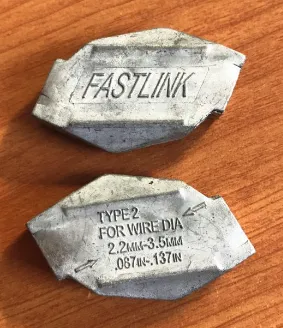 FASTLINK
TYPE 2
FOR WIRE DIA
2.2MM-3.5MM
.087IN-.137IN